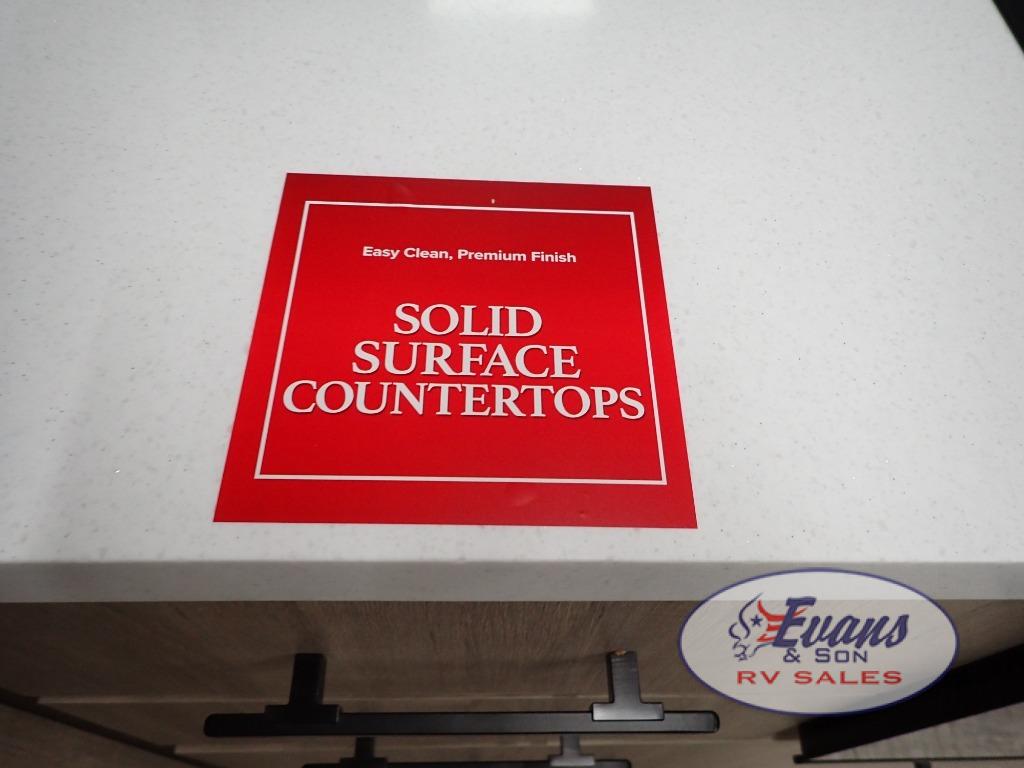 Easy Clean, Premium Finish
SOLID
SURFACE
COUNTERTOPS
Evans
& SON
RV SALES